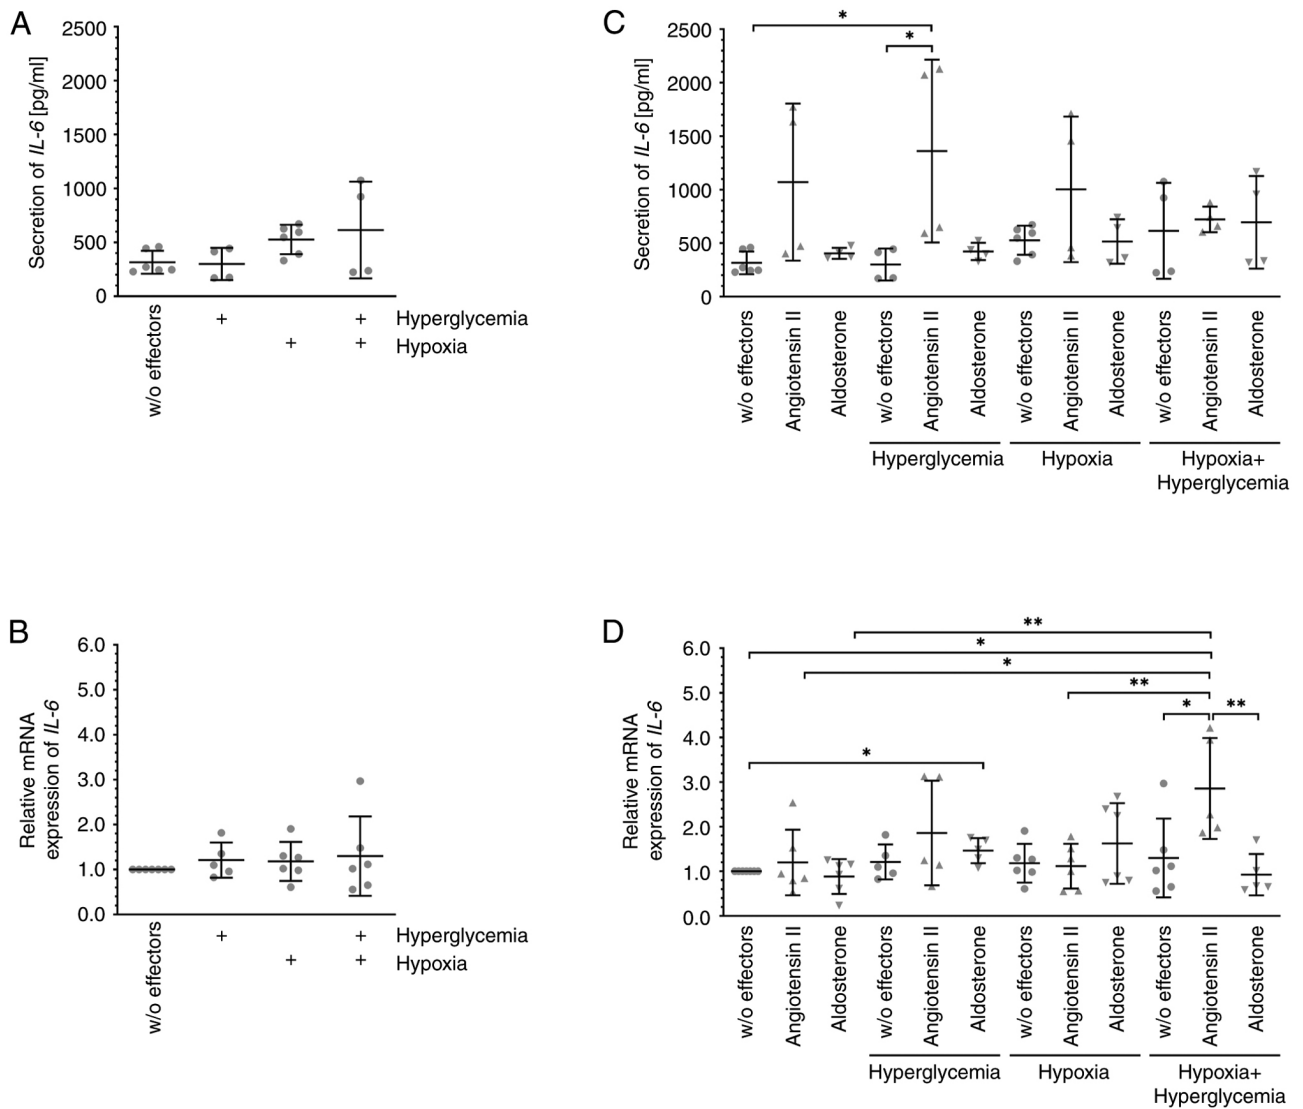 A
Secretion of IL-6 [pg/ml]
2500
2000
1500
1000
500
0
w/o effectors
+ + Hyperglycemia
+ + Hypoxia
C
Secretion of IL-6 [pg/ml]
2500
2000
1500
1000
500
0
*
*
w/o effectors
Angiotensin II
Aldosterone
w/o effectors
Angiotensin II
Aldosterone
w/o effectors
Angiotensin II
Aldosterone
w/o effectors
Angiotensin II
Aldosterone
Hyperglycemia
Hypoxia
Hypoxia+
Hyperglycemia
B
Relative mRNA
expression of IL-6
6.0
5.0
4.0
3.0
2.0
1.0
0.0
w/o effectors
+ + Hyperglycemia
+ + Hypoxia
D
Relative mRNA
expression of IL-6
6.0
5.0
4.0
3.0
2.0
1.0
0.0
**
*
*
**
* **
*
w/o effectors
Angiotensin II
Aldosterone
w/o effectors
Angiotensin II
Aldosterone
w/o effectors
Angiotensin II
Aldosterone
w/o effectors
Angiotensin II
Aldosterone
Hyperglycemia
Hypoxia
Hypoxia+
Hyperglycemia